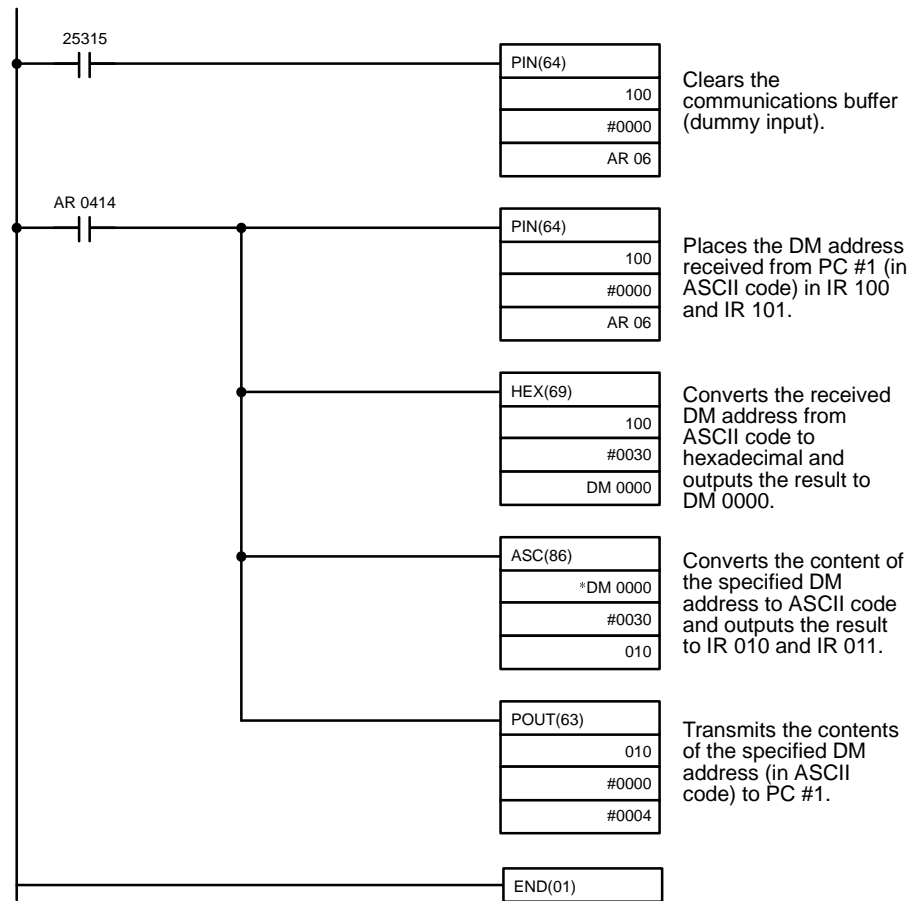 25315
PIN(64)
100
#0000
AR 06
Clears the
communications buffer
(dummy input).
AR 0414
PIN(64)
100
#0000
AR 06
Places the DM address
received from PC #1 (in
ASCII code) in IR 100
and IR 101.
HEX(69)
100
#0030
DM 0000
Converts the received
DM address from
ASCII code to
hexadecimal and
outputs the result to
DM 0000.
ASC(86)
*DM 0000
#0030
010
Converts the content of
the specified DM
address to ASCII code
and outputs the result
to IR 010 and IR 011.
POUT(63)
010
#0000
#0004
Transmits the contents
of the specified DM
address (in ASCII
code) to PC #1.
END(01)